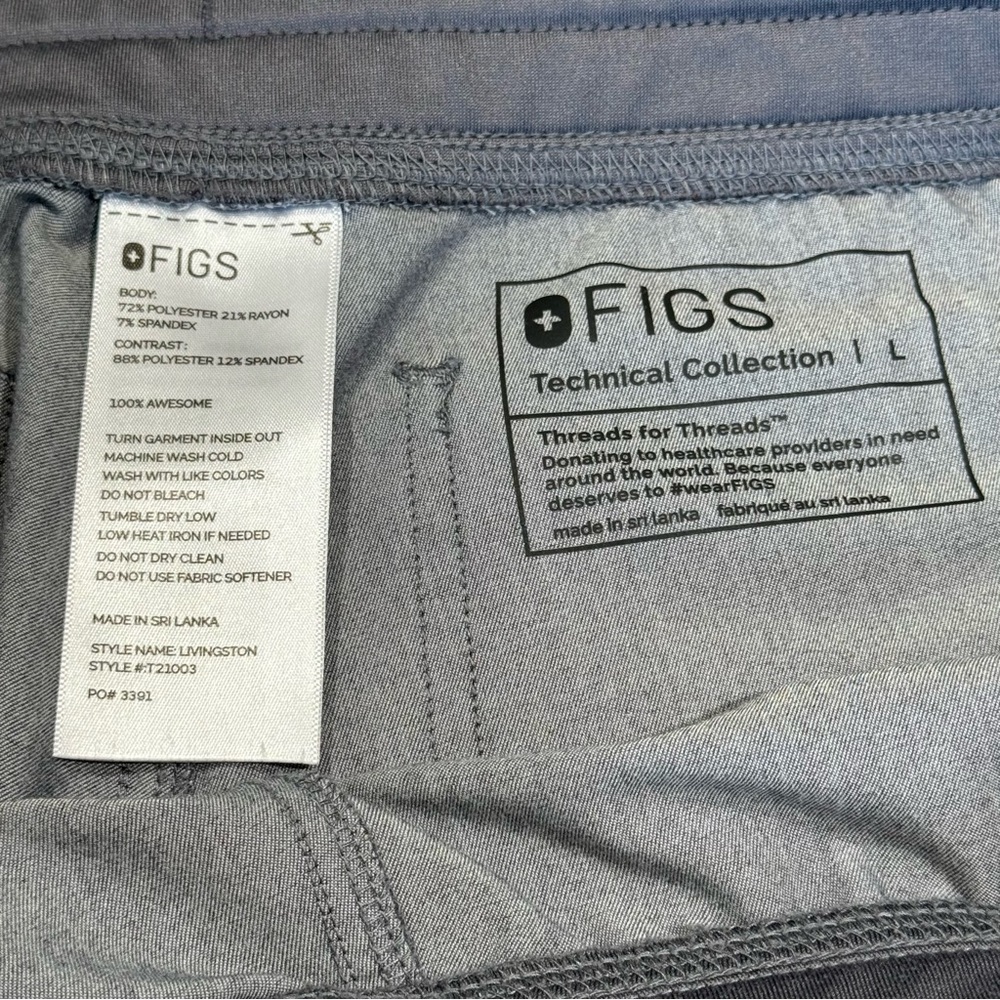 FIGS
BODY:
72% POLYESTER 21% RAYON
7% SPANDEX
CONTRAST:
88% POLYESTER 12% SPANDEX
100% AWESOME
TURN GARMENT INSIDE OUT
MACHINE WASH COLD
WASH WITH LIKE COLORS
DO NOT BLEACH
TUMBLE DRY LOW
LOW HEAT IRON IF NEEDED
DO NOT DRY CLEAN
DO NOT USE FABRIC SOFTENER
MADE IN SRI LANKA
STYLE NAME: LIVINGSTON
STYLE #:T21003
PO# 3391
FIGS
Technical Collection | L
Threads for Threads™
Donating to healthcare providers in need
around the world. Because everyone
deserves to #wearFIGS
made in sri lanka fabriqué au sri lanka